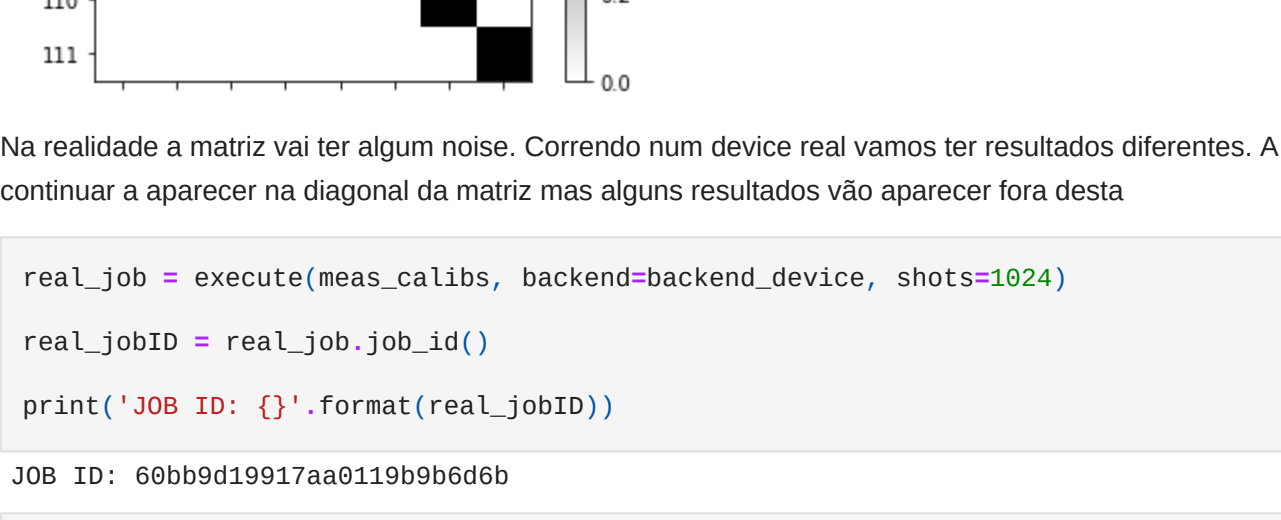 110
0.2
111
0.0
Na realidade a matriz vai ter algum noise. Correndo num device real vamos ter resultados diferentes. A
continuar a aparecer na diagonal da matriz mas alguns resultados vão aparecer fora desta
real_job = execute(meas_calibs, backend=backend_device, shots=1024)
real_jobID = real_job.job_id()
print('JOB ID: {}'.format(real_jobID))
JOB ID: 60bb9d19917aa0119b9b6d6b